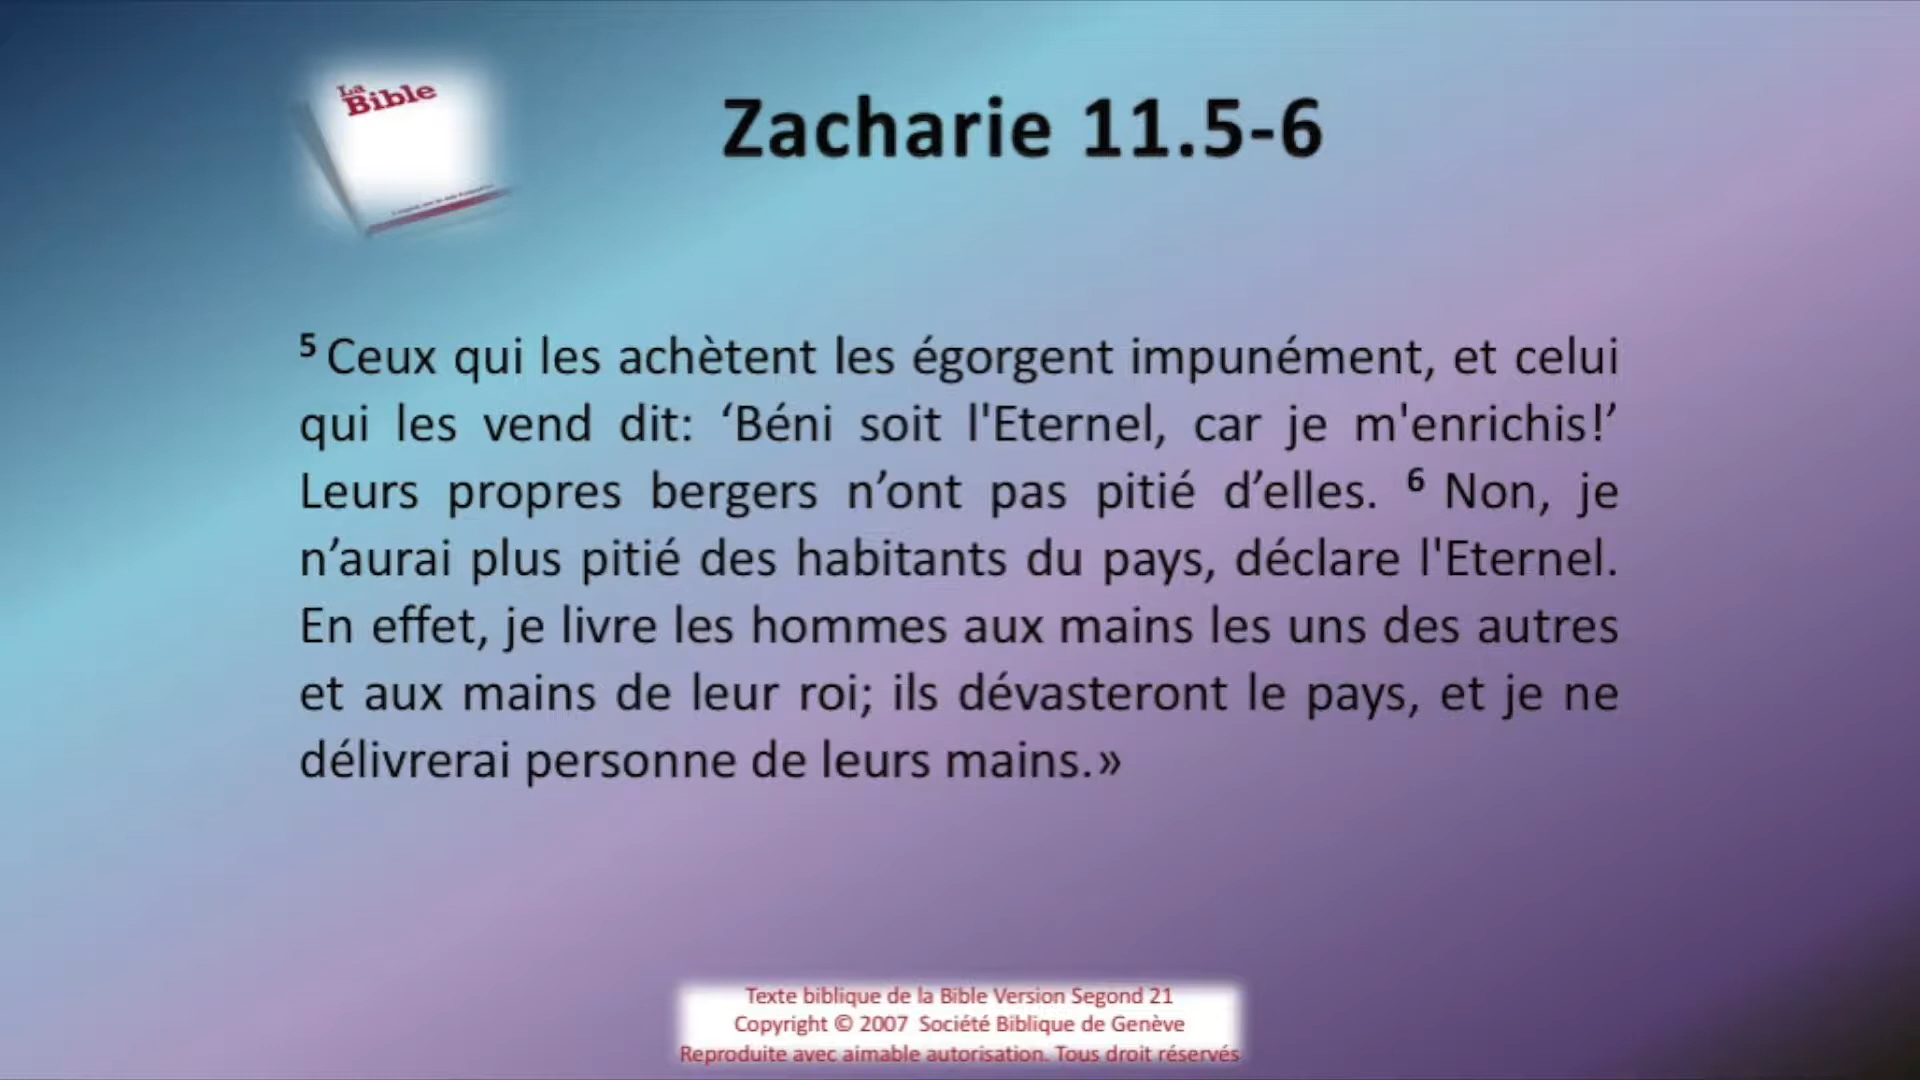 La
Bible
Zacharie 11.5-6
5 Ceux qui les achètent les égorgent impunément, et celui
qui les vend dit: ‘Béni soit l'Eternel, car je m'enrichis!’
Leurs propres bergers n’ont pas pitié d’elles. 6 Non, je
n’aurai plus pitié des habitants du pays, déclare l'Eternel.
En effet, je livre les hommes aux mains les uns des autres
et aux mains de leur roi; ils dévasteront le pays, et je ne
délivrerai personne de leurs mains.»
Texte biblique de la Bible Version Segond 21
Copyright © 2007 Société Biblique de Genève
Reproduite avec aimable autorisation. Tous droit réservés